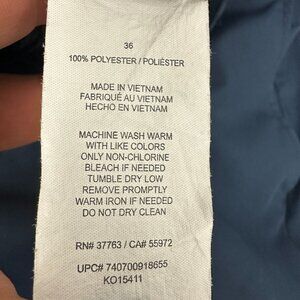 36
100% POLYESTER / POLIÉSTER
MADE IN VIETNAM
FABRIQUÉ AU VIETNAM
HECHO EN VIETNAM
MACHINE WASH WARM
WITH LIKE COLORS
ONLY NON-CHLORINE
BLEACH IF NEEDED
TUMBLE DRY LOW
REMOVE PROMPTLY
WARM IRON IF NEEDED
DO NOT DRY CLEAN
RN# 37763 / CA# 55972
UPC# 740700918655
KO15411